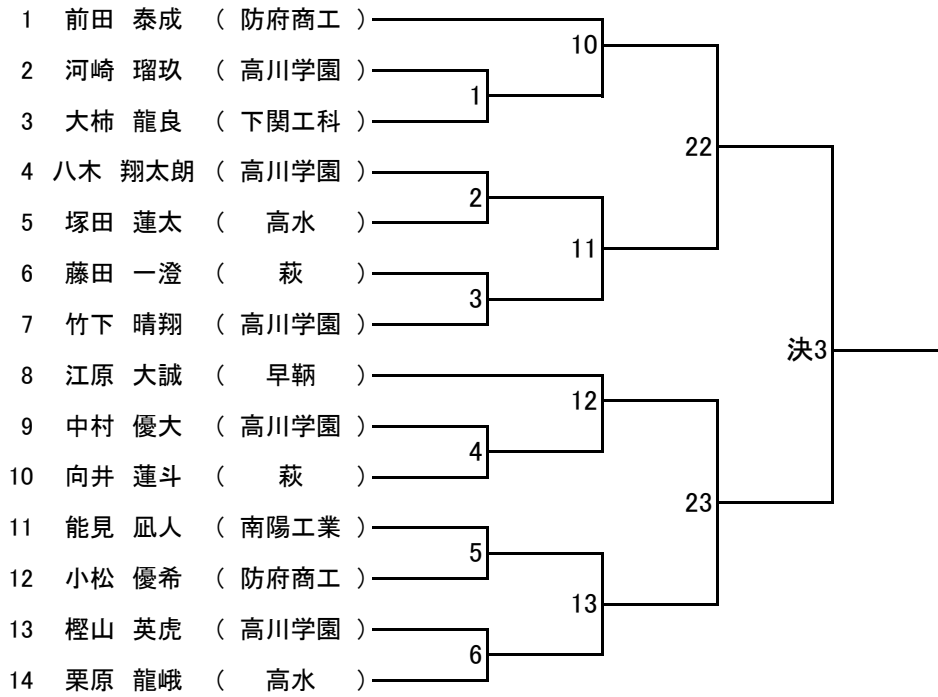 1 前田 泰成 ( 防府商工 )
10
2 河崎 瑠玖 ( 高川学園 )
1
3 大柿 龍良 ( 下関工科 )
22
4 八木 翔太朗 ( 高川学園 )
2
5 塚田 蓮太 ( 高水 )
11
6 藤田 一澄 ( 萩 )
3
7 竹下 晴翔 ( 高川学園 )
決3
8 江原 大誠 ( 早鞆 )
12
9 中村 優大 ( 高川学園 )
4
10 向井 蓮斗 ( 萩 )
23
11 能見 凪人 ( 南陽工業 )
5
12 小松 優希 ( 防府商工 )
13
13 樫山 英虎 ( 高川学園 )
6
14 栗原 龍峨 ( 高水 )